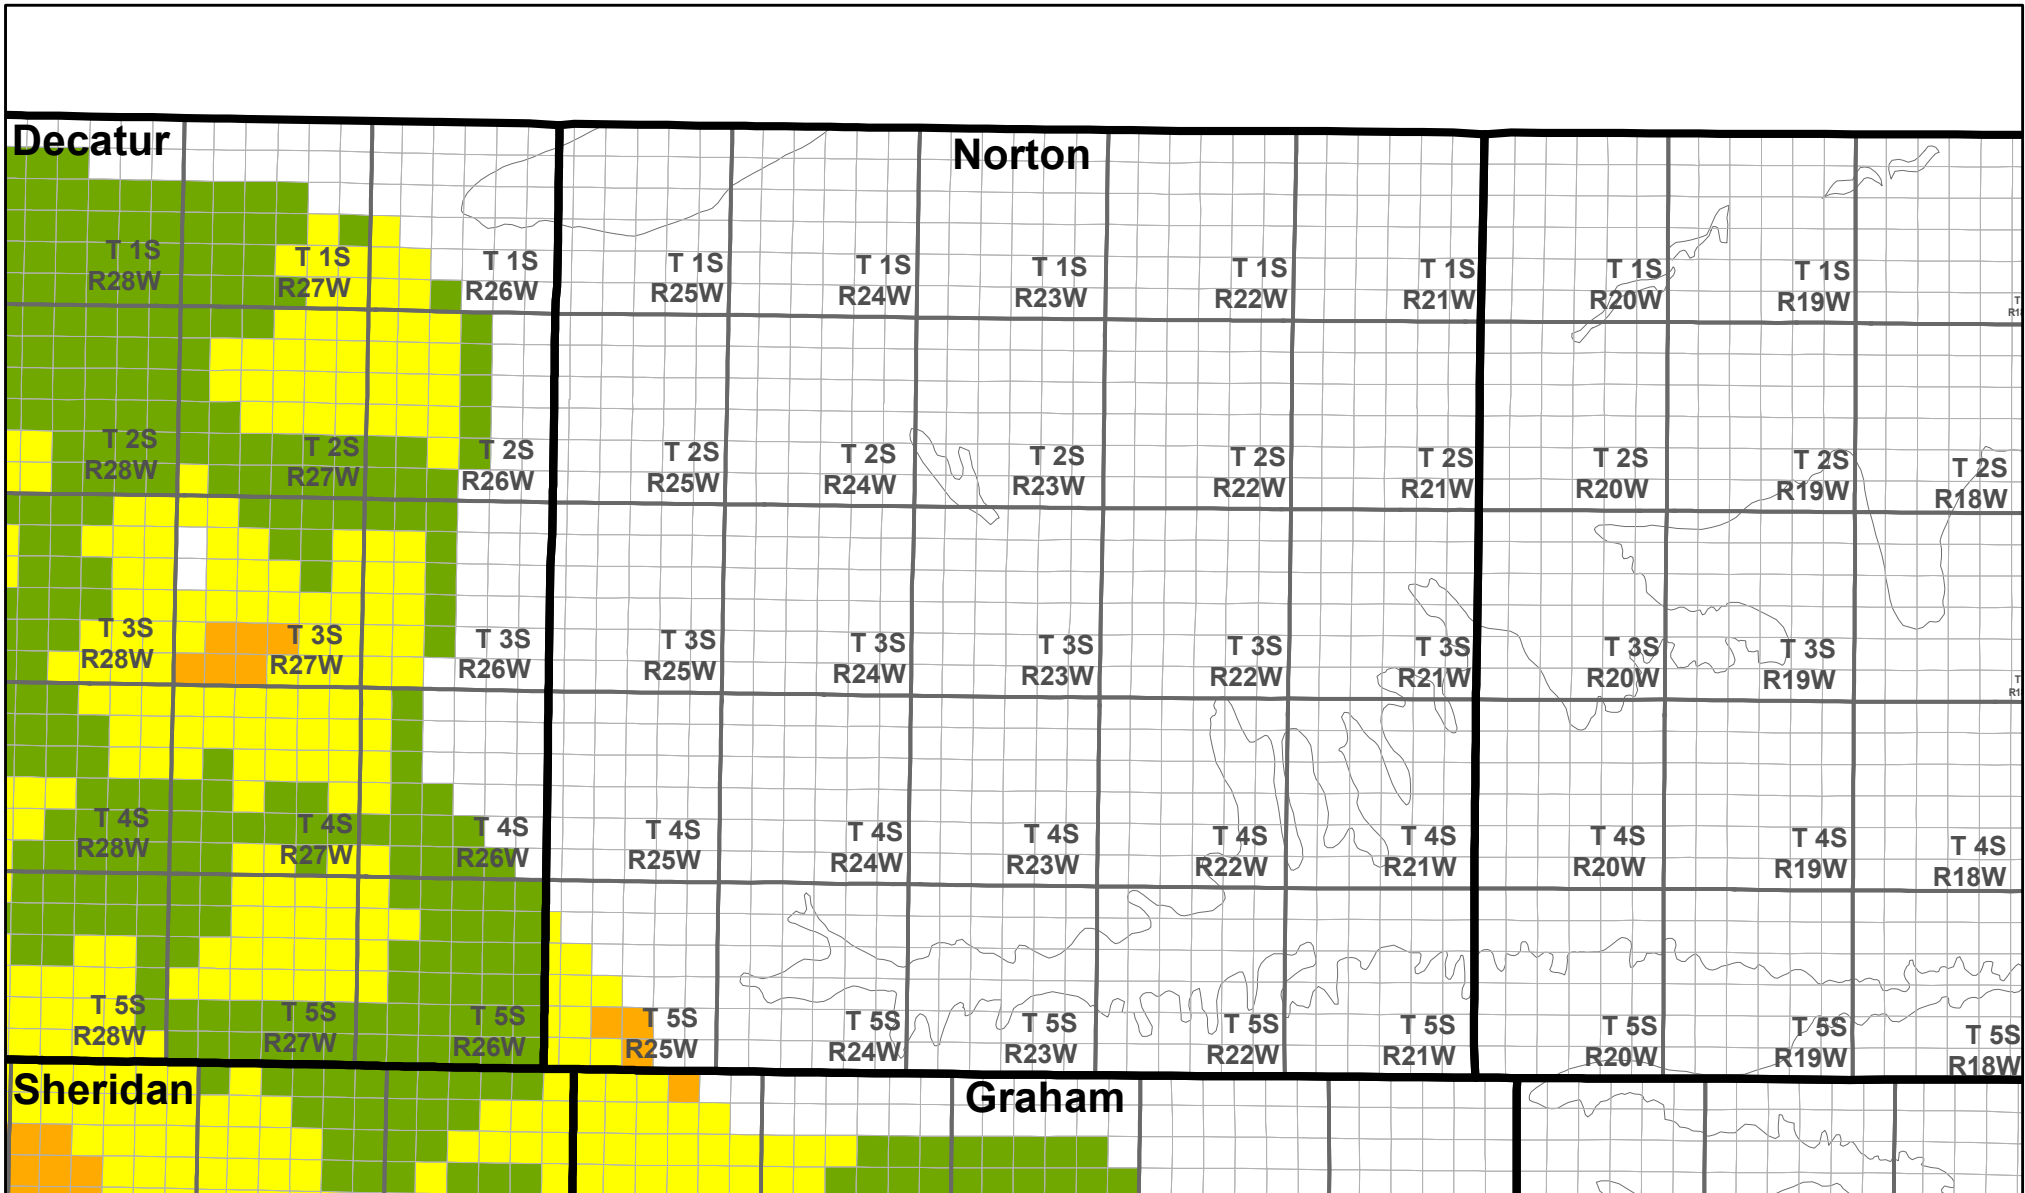 Decatur
Norton
T 1S
R28W
T 1S
R27W
T 1S
R26W
T 1S
R25W
T 1S
R24W
T 1S
R23W
T 1S
R22W
T 1S
R21W
T 1S
R20W
T 1S
R19W
T 2S
R28W
T 2S
R27W
T 2S
R26W
T 2S
R25W
T 2S
R24W
T 2S
R23W
T 2S
R22W
T 2S
R21W
T 2S
R20W
T 2S
R19W
T 2S
R18W
T 3S
R28W
T 3S
R27W
T 3S
R26W
T 3S
R25W
T 3S
R24W
T 3S
R23W
T 3S
R22W
T 3S
R21W
T 3S
R20W
T 3S
R19W
T 4S
R28W
T 4S
R27W
T 4S
R26W
T 4S
R25W
T 4S
R24W
T 4S
R23W
T 4S
R22W
T 4S
R21W
T 4S
R20W
T 4S
R19W
T 4S
R18W
T 5S
R28W
T 5S
R27W
T 5S
R26W
T 5S
R25W
T 5S
R24W
T 5S
R23W
T 5S
R22W
T 5S
R21W
T 5S
R20W
T 5S
R19W
T 5S
R18W
Sheridan
Graham